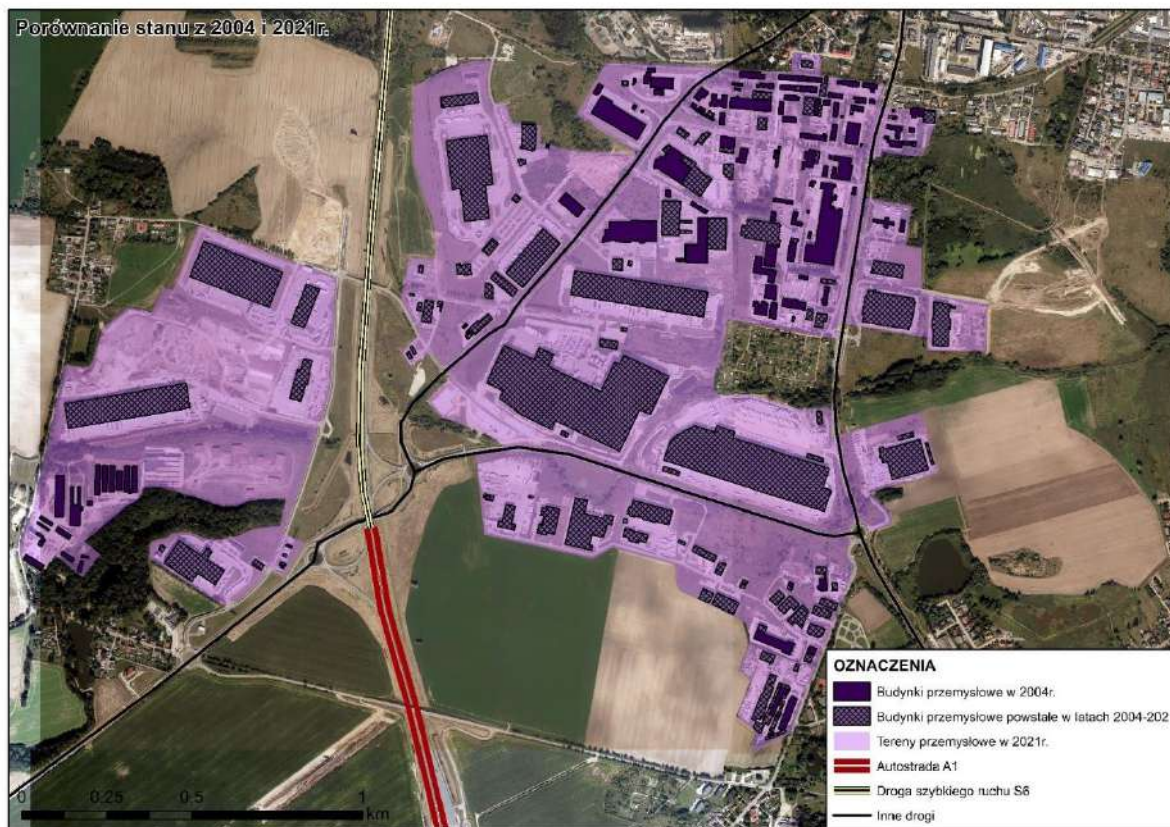 Porównanie stanu z 2004 i 2021r.
OZNACZENIA
Budynki przemysłowe w 2004r.
Budynki przemysłowe powstałe w latach 2004-202
Tereny przemysłowe w 2021r.
Autostrada A1
Droga szybkiego ruchu S6
Inne drogi
0 0.25 0.5 1
km